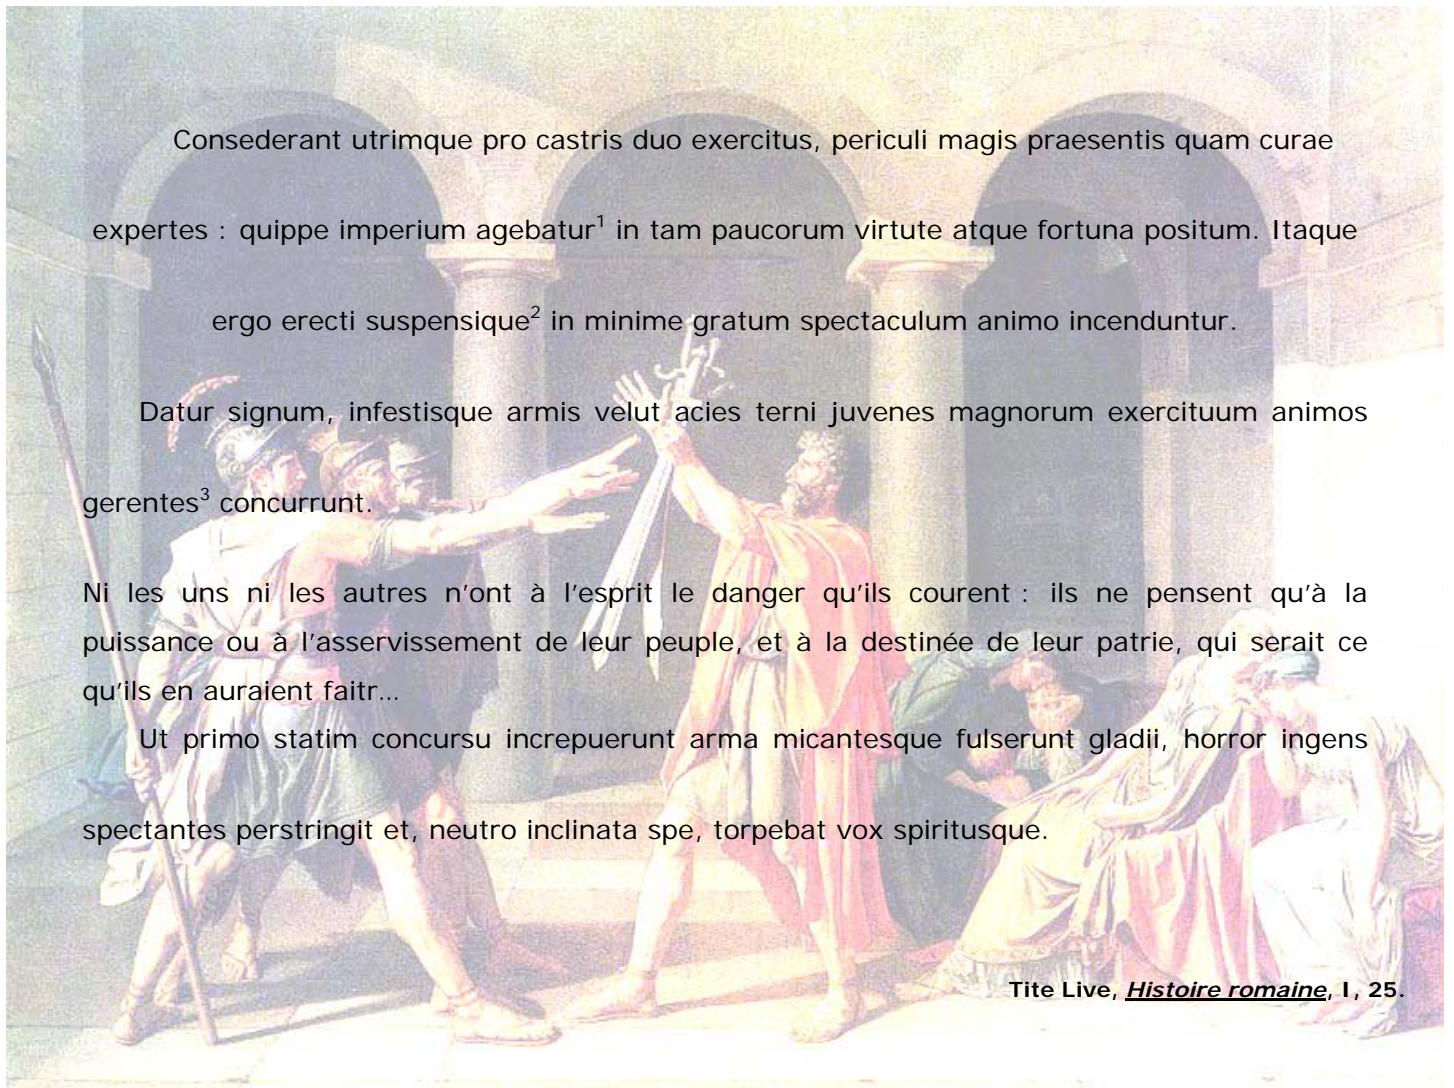 Consederant utrimque pro castris duo exercitus, periculi magis praesentis quam curae
expertes : quippe imperium agebatur¹ in tam paucorum virtute atque fortuna positum. Itaque
ergo erecti suspensique² in minime gratum spectaculum animo incenduntur.
Datur signum, infestisque armis velut acies terni juvenes magnorum exercituum animos
gerentes³ concurrunt.
Ni les uns ni les autres n'ont à l'esprit le danger qu'ils courent : ils ne pensent qu'à la
puissance ou à l'asservissement de leur peuple, et à la destinée de leur patrie, qui serait ce
qu'ils en auraient faitr...
Ut primo statim concursu increpuerunt arma micantesque fulserunt gladii, horror ingens
spectantes perstringit et, neutro inclinata spe, torpebat vox spiritusque.
Tite Live, Histoire romaine, I, 25.